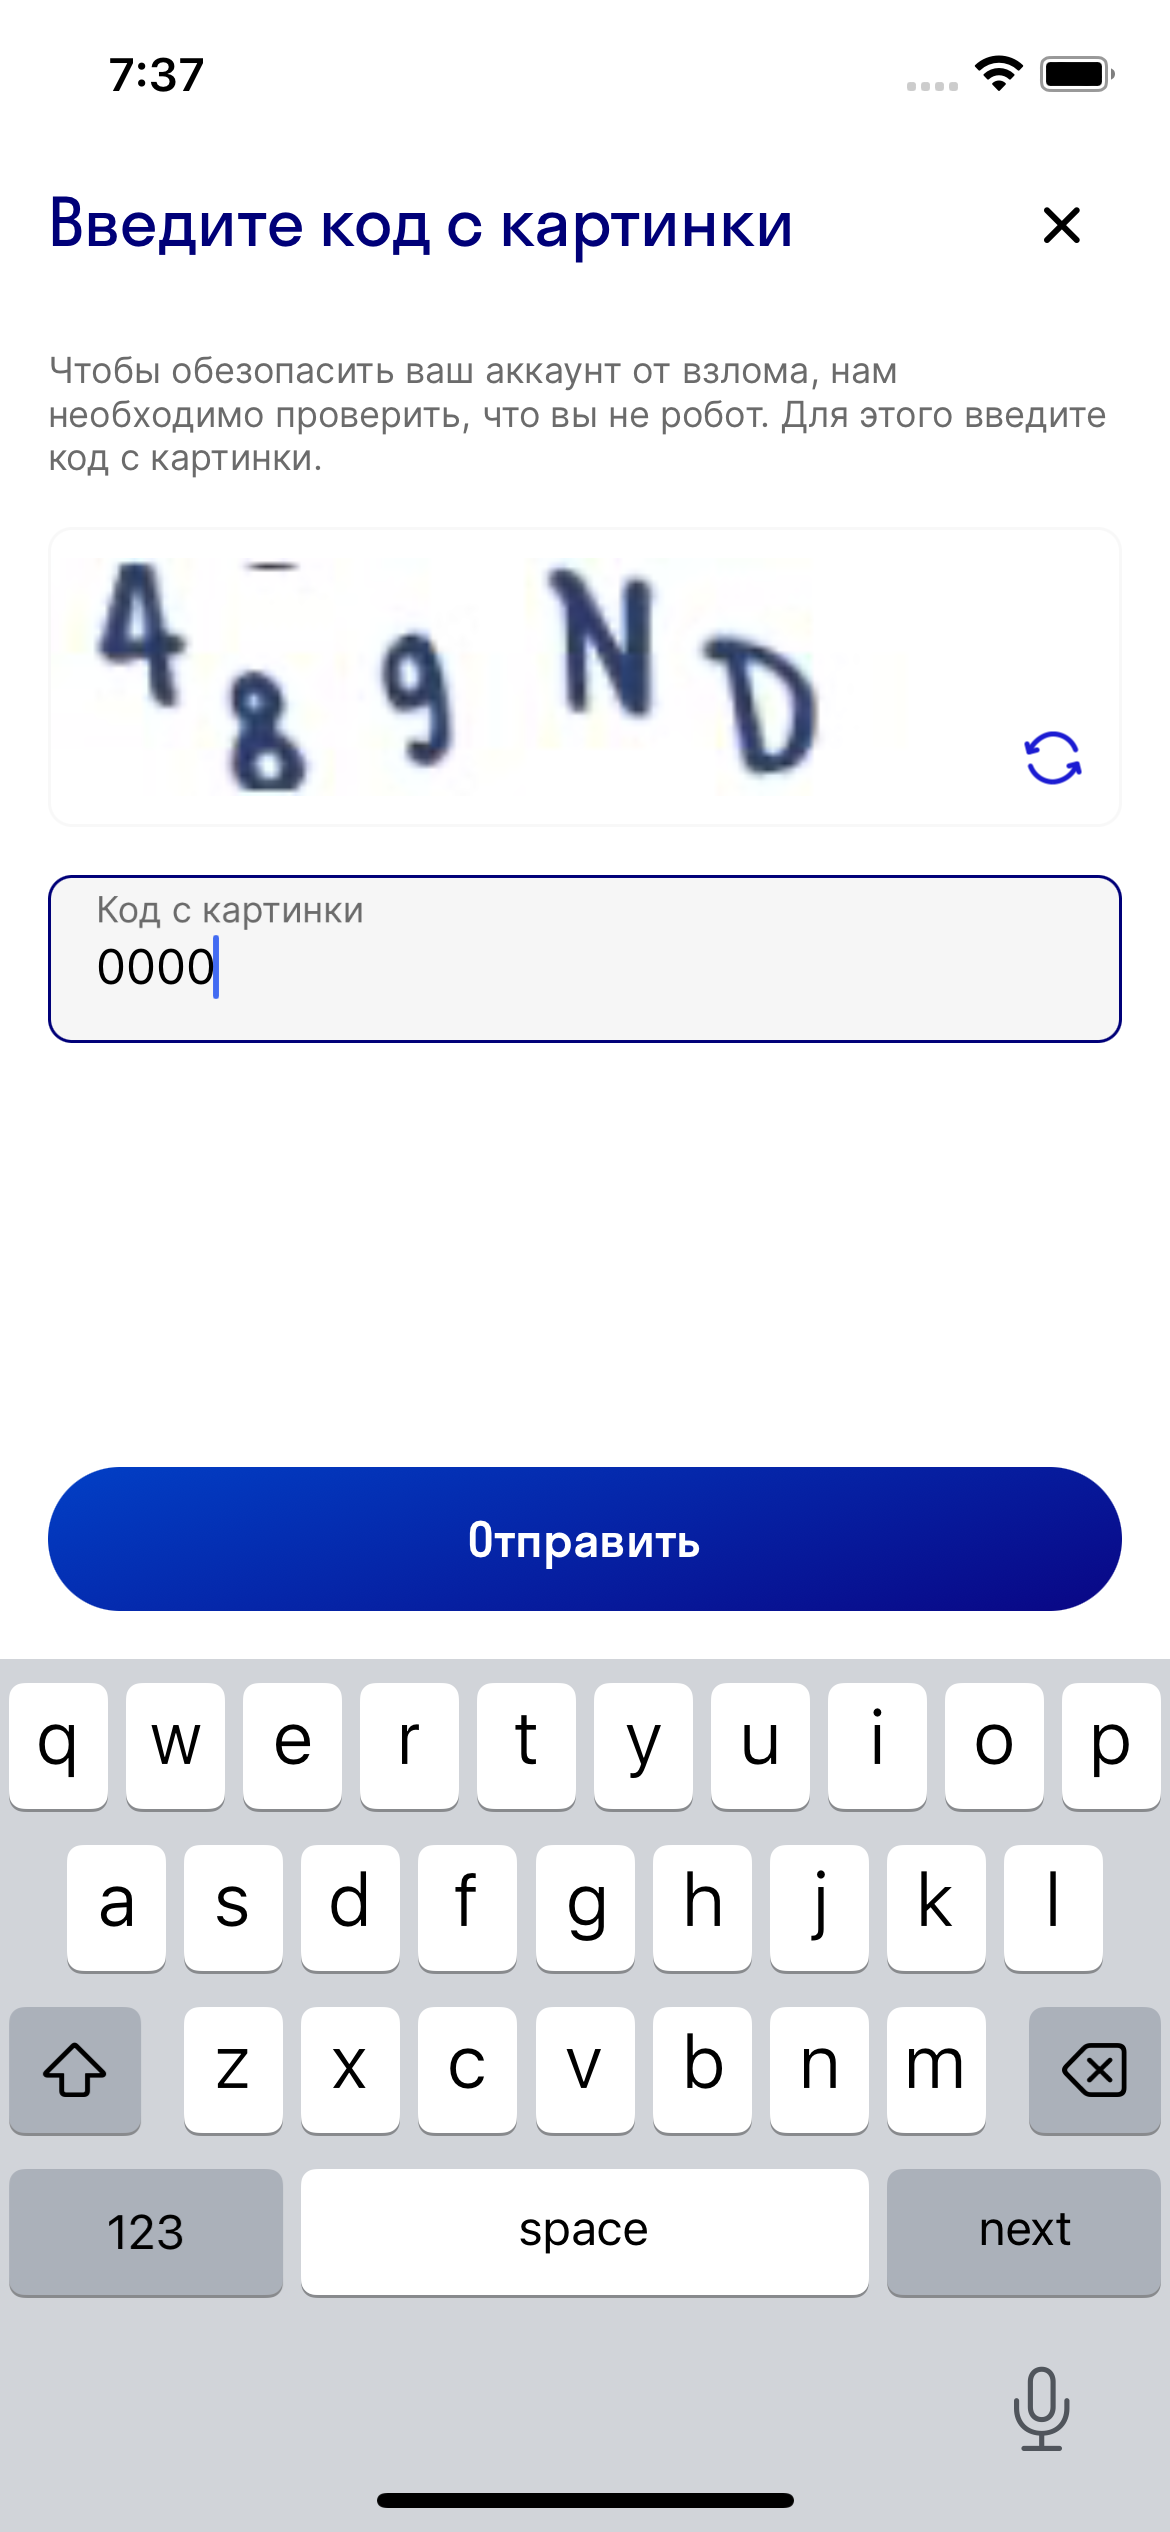 7:37
Введите код с картинки
Чтобы обезопасить ваш аккаунт от взлома, нам
необходимо проверить, что вы не робот. Для этого введите
код с картинки.
4 8 9 N D
Код с картинки
0000
Отправить
q w e r t y u i o p
a s d f g h j k l
z x c v b n m
123 space next